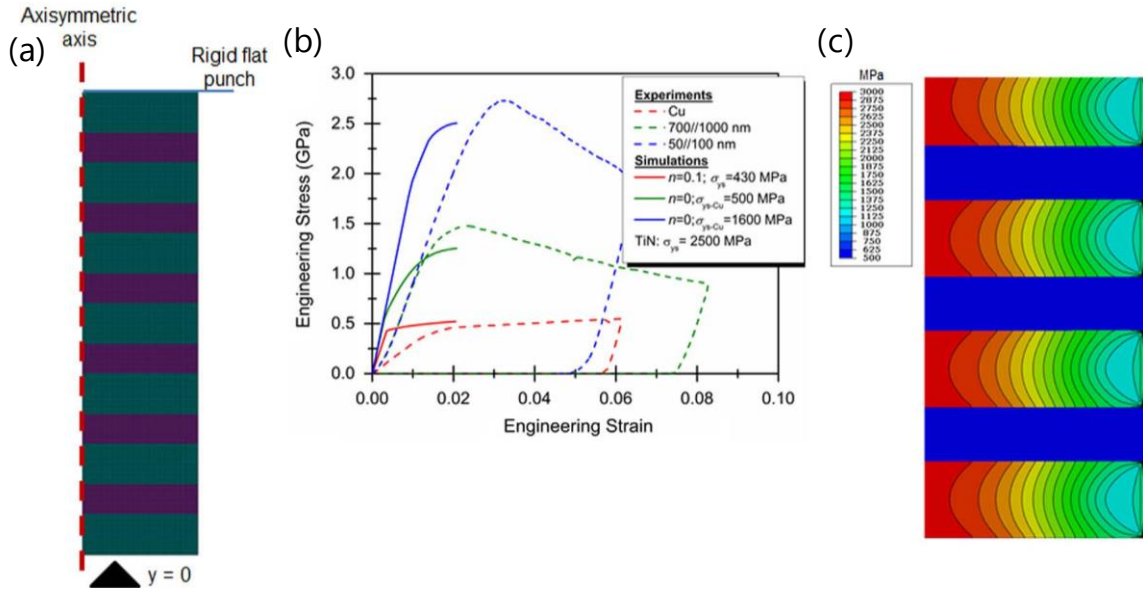 (a)
Axisymmetric
axis
Rigid flat
punch
y = 0
(b)
3.0
2.5
2.0
1.5
1.0
0.5
0.0
Engineering Stress (GPa)
0.00 0.02 0.04 0.06 0.08 0.10
Engineering Strain
Experiments
Cu
700//1000 nm
50//100 nm
Simulations
n=0.1; σys=430 MPa
n=0;σys-Cu=500 MPa
n=0;σys-Cu=1600 MPa
TiN: σys= 2500 MPa
(c)
MPa
3000
2875
2750
2625
2500
2375
2250
2125
2000
1875
1750
1625
1500
1375
1250
1125
1000
875
750
625
500